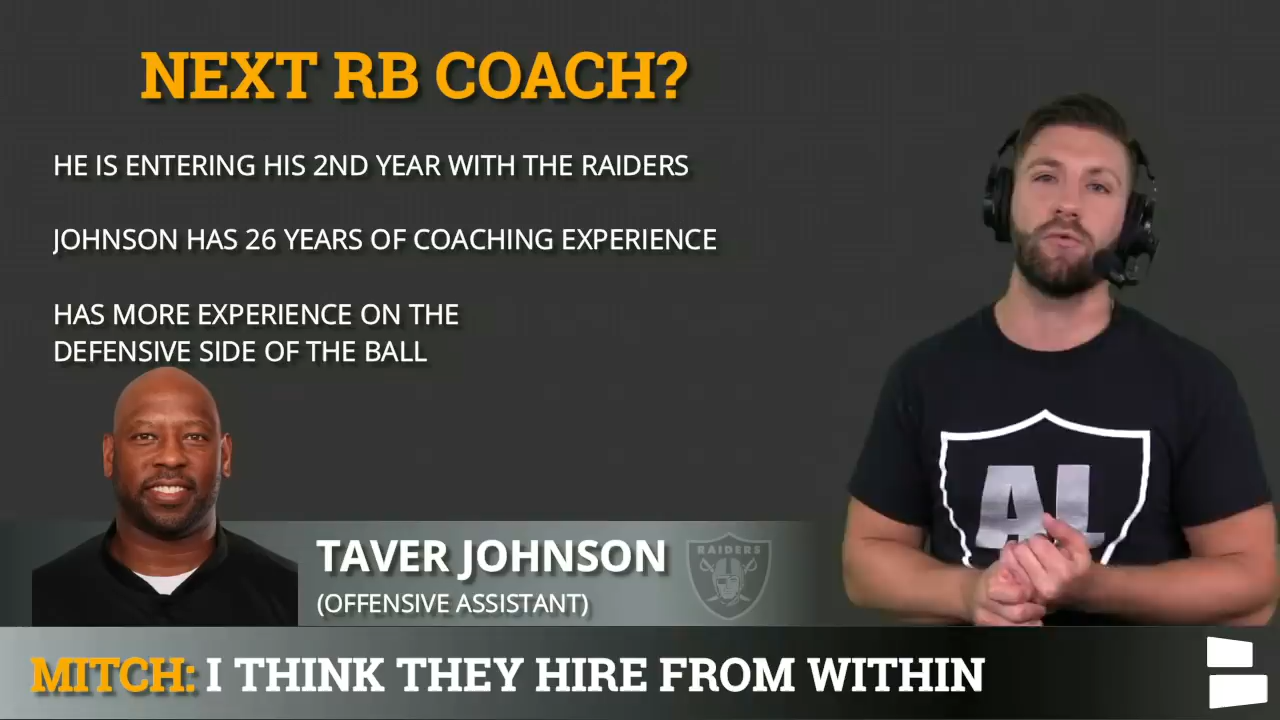 NEXT RB COACH?
HE IS ENTERING HIS 2ND YEAR WITH THE RAIDERS
JOHNSON HAS 26 YEARS OF COACHING EXPERIENCE
HAS MORE EXPERIENCE ON THE
DEFENSIVE SIDE OF THE BALL
AL
TAVER JOHNSON
RAIDERS
(OFFENSIVE ASSISTANT)
MITCH: I THINK THEY HIRE FROM WITHIN